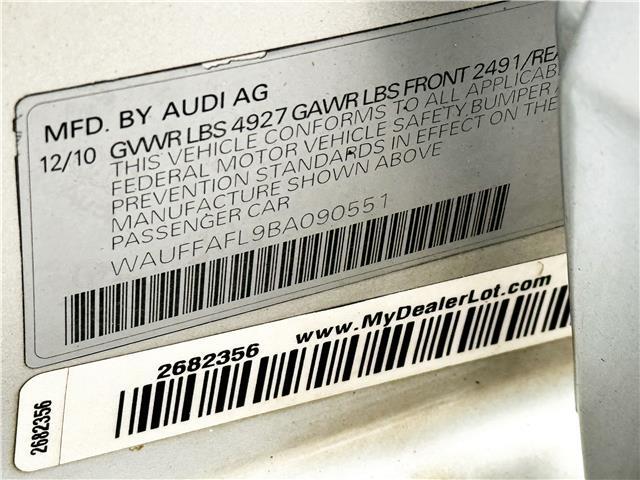 MFD. BY AUDI AG
12/10 GVWR LBS 4927 GAWR LBS FRONT 2491/REA
THIS VEHICLE CONFORMS TO ALL APPLICAB
FEDERAL MOTOR VEHICLE SAFETY BUMPER A
PREVENTION STANDARDS IN EFFECT ON THE
MANUFACTURE SHOWN ABOVE
PASSENGER CAR
WAUFFAFL9BA090551
2682356 www.MyDealerLot.com
2682356